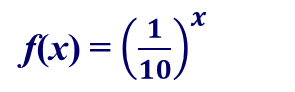 f(x) = (1/10)^x